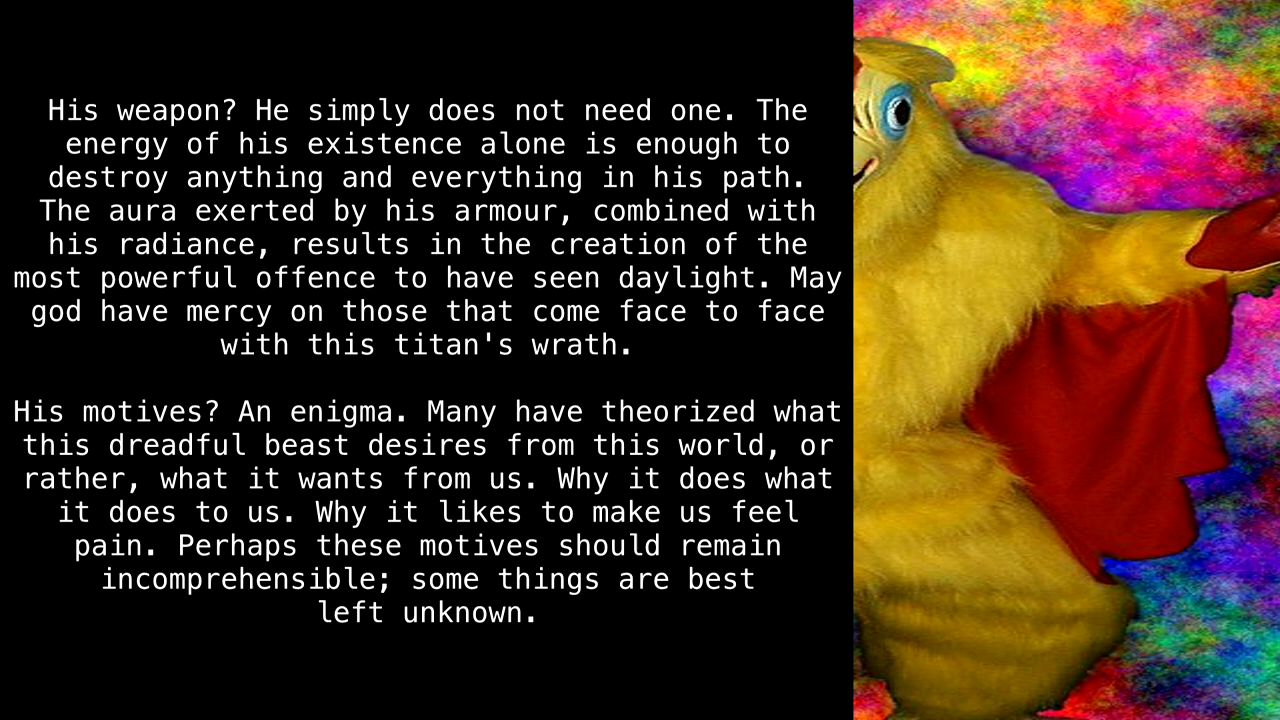 His weapon? He simply does not need one. The
energy of his existence alone is enough to
destroy anything and everything in his path.
The aura exerted by his armour, combined with
his radiance, results in the creation of the
most powerful offence to have seen daylight. May
god have mercy on those that come face to face
with this titan's wrath.
His motives? An enigma. Many have theorized what
this dreadful beast desires from this world, or
rather, what it wants from us. Why it does what
it does to us. Why it likes to make us feel
pain. Perhaps these motives should remain
incomprehensible; some things are best
left unknown.